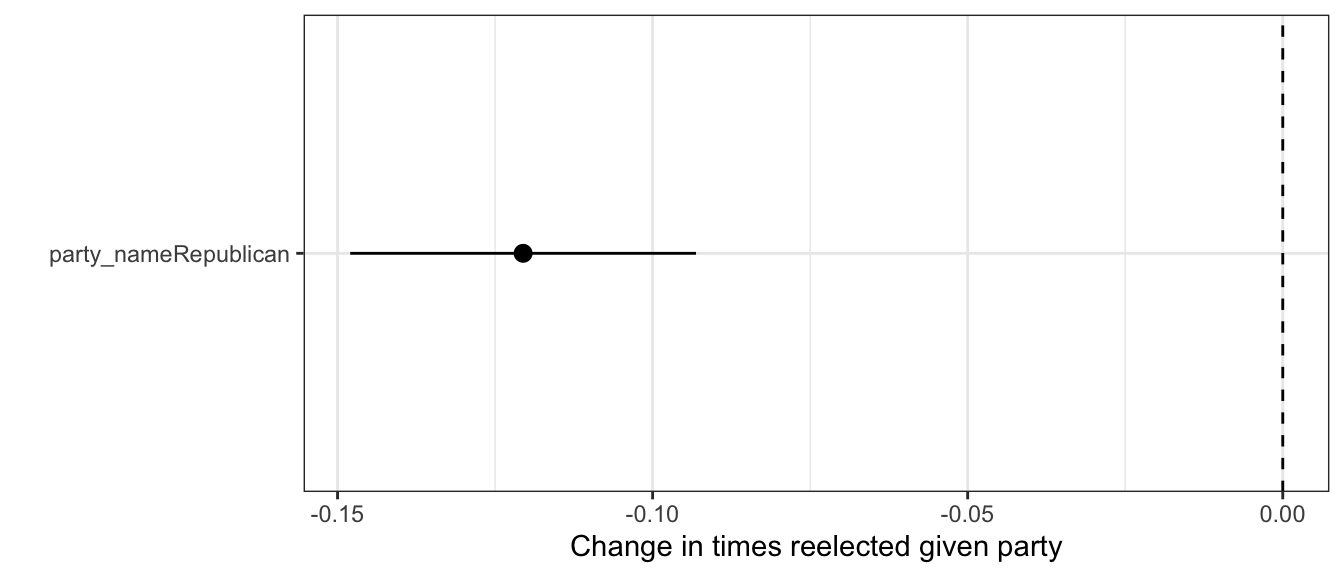 party_nameRepublican
-0.15 -0.10 -0.05 0.00
Change in times reelected given party